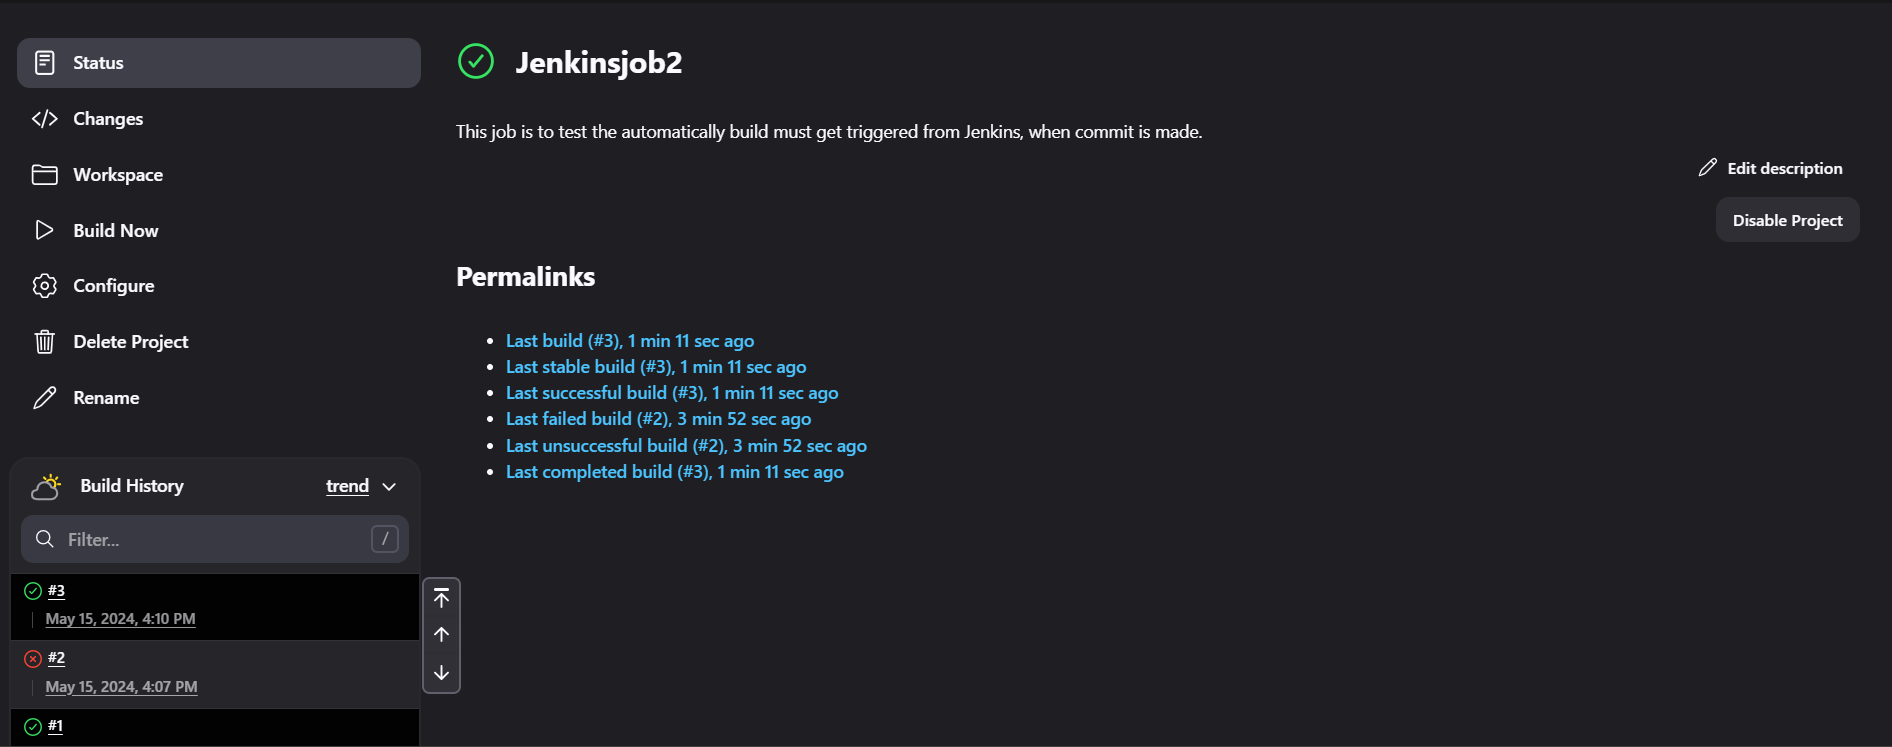 Status
Changes
Workspace
Build Now
Configure
Delete Project
Rename
Build History trend
Filter... /
#3
May 15, 2024, 4:10 PM
#2
May 15, 2024, 4:07 PM
#1
Jenkinsjob2
This job is to test the automatically build must get triggered from Jenkins, when commit is made.
Edit description
Disable Project
Permalinks
Last build (#3), 1 min 11 sec ago
Last stable build (#3), 1 min 11 sec ago
Last successful build (#3), 1 min 11 sec ago
Last failed build (#2), 3 min 52 sec ago
Last unsuccessful build (#2), 3 min 52 sec ago
Last completed build (#3), 1 min 11 sec ago